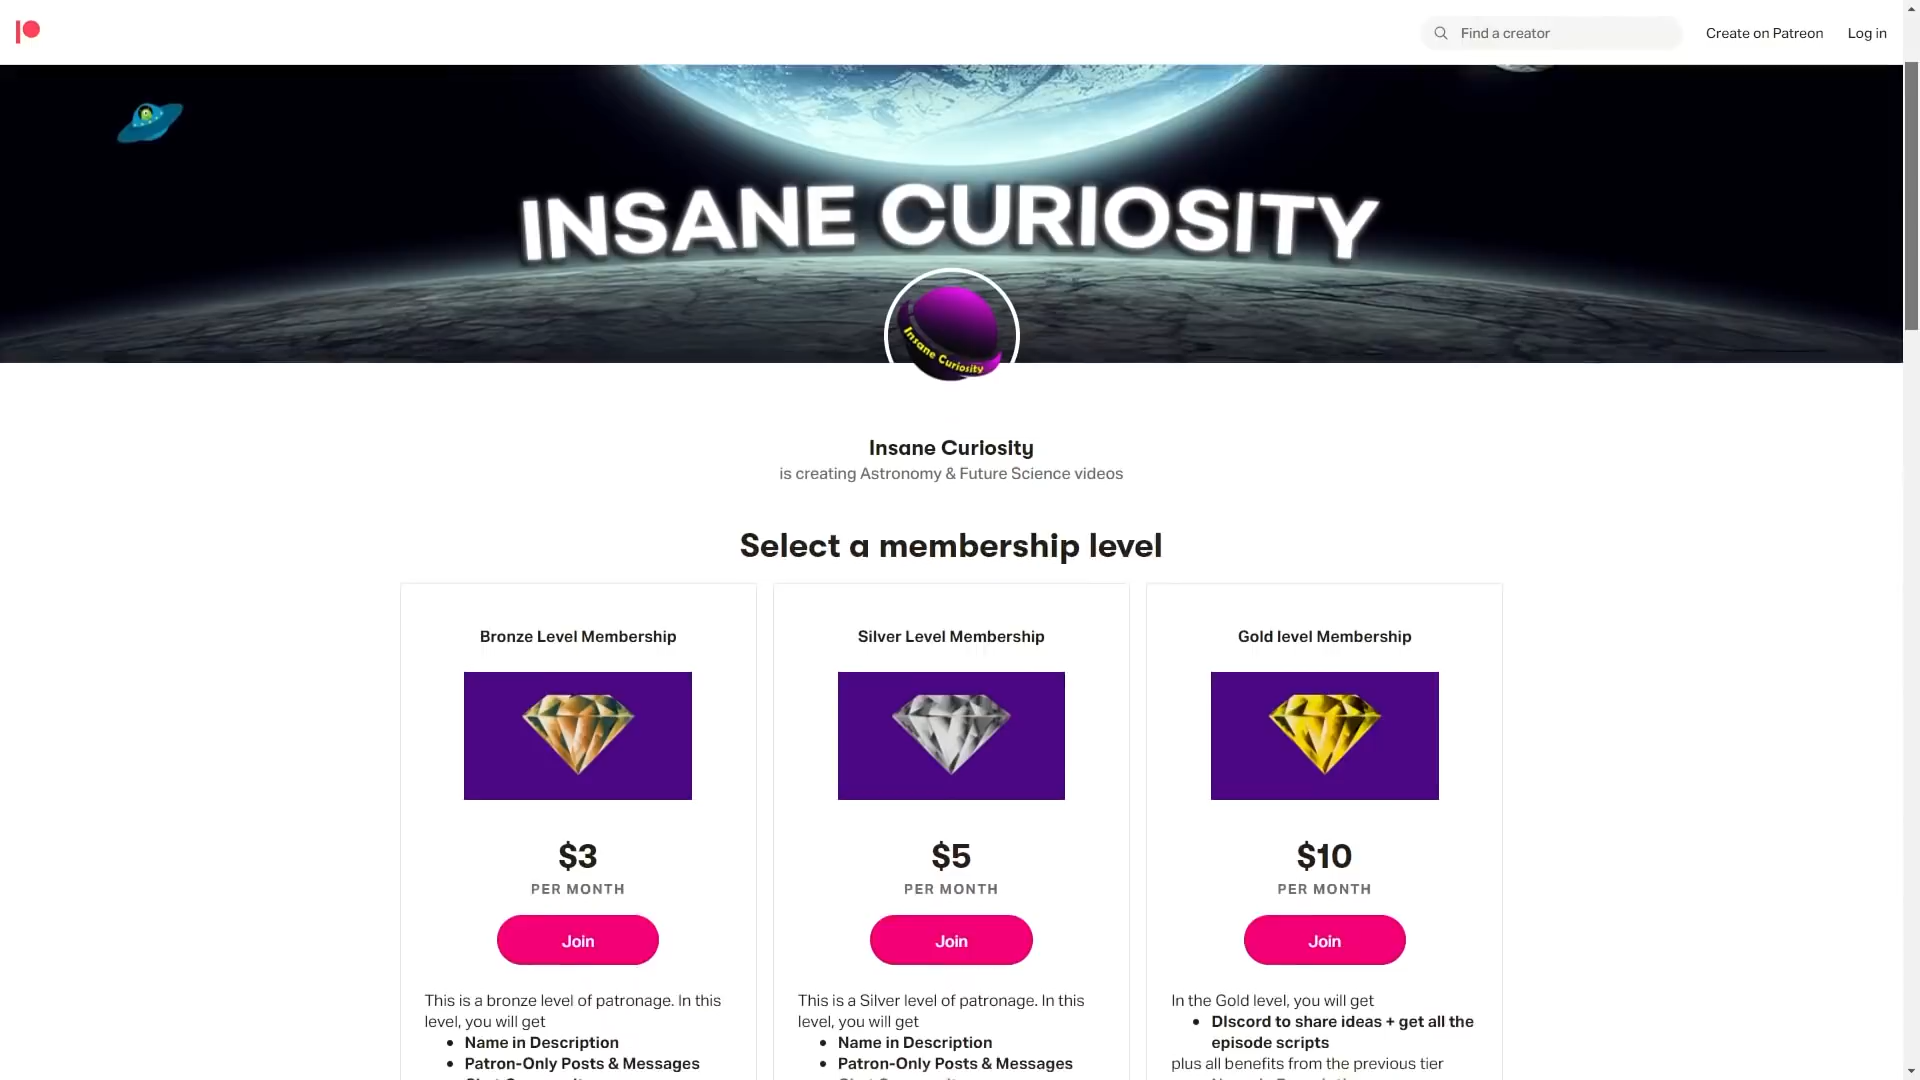 Find a creator
Create on Patreon
Log in
INSANE CURIOSITY
Insane Curiosity
Insane Curiosity
is creating Astronomy & Future Science videos
Select a membership level
Bronze Level Membership
$3
PER MONTH
Join
This is a bronze level of patronage. In this
level, you will get
Name in Description
Patron-Only Posts & Messages
Silver Level Membership
$5
PER MONTH
Join
This is a Silver level of patronage. In this
level, you will get
Name in Description
Patron-Only Posts & Messages
Gold level Membership
$10
PER MONTH
Join
In the Gold level, you will get
DIscord to share ideas + get all the
episode scripts
plus all benefits from the previous tier